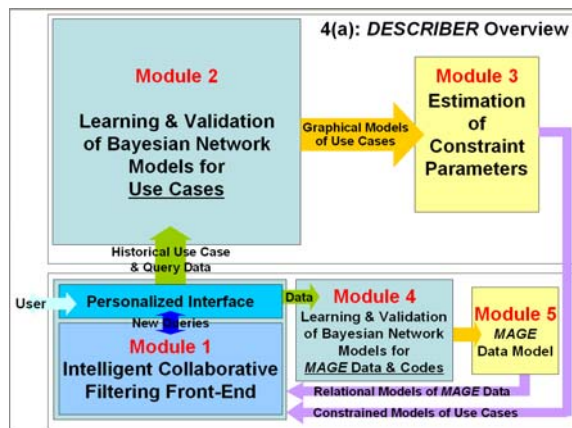 4(a): DESCRIBER Overview
Module 2
Learning & Validation
of Bayesian Network
Models for
Use Cases
Graphical Models
of Use Cases
Module 3
Estimation
of
Constraint
Parameters
Historical Use Case
& Query Data
User
Personalized Interface
Data
New Queries
Module 1
Intelligent Collaborative
Filtering Front-End
Module 4
Learning & Validation
of Bayesian Network
Models for
MAGE Data & Codes
Module 5
MAGE
Data Model
Relational Models of MAGE Data
Constrained Models of Use Cases